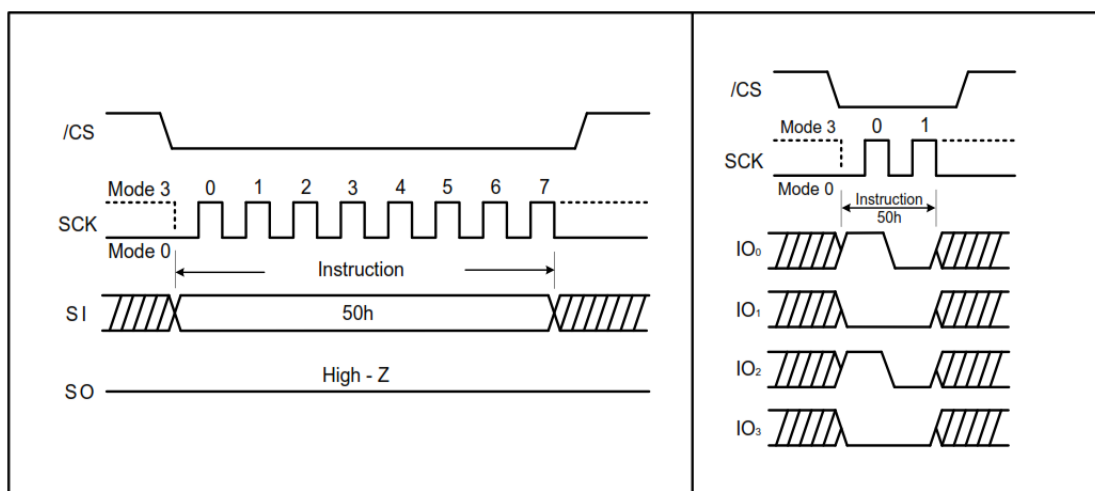 /CS
Mode 3 0 1 2 3 4 5 6 7
SCK
Mode 0
Instruction
SI 50h
High - Z
SO
/CS
Mode 3 0 1
SCK
Mode 0
Instruction
50h
IO₀
IO₁
IO₂
IO₃